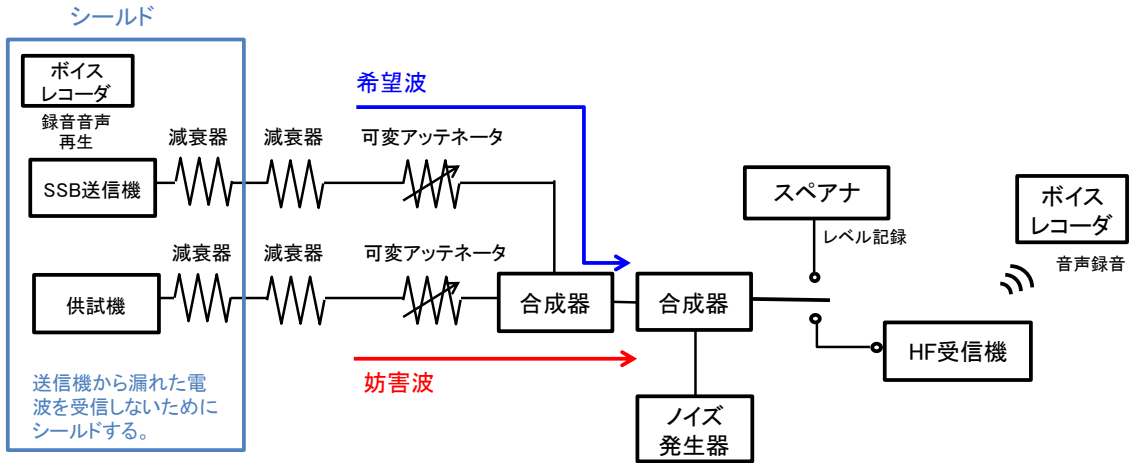 シールド
ボイス
レコーダ
録音音声
再生
減衰器
減衰器
可変アッテネータ
希望波
SSB送信機
スペアナ
レベル記録
ボイス
レコーダ
音声録音
減衰器
減衰器
可変アッテネータ
供試機
合成器
合成器
HF受信機
妨害波
送信機から漏れた電
波を受信しないために
シールドする。
ノイズ
発生器